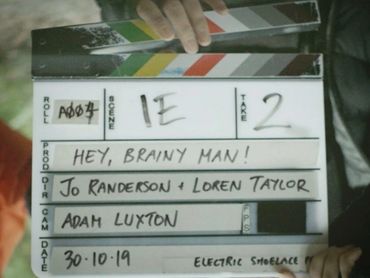 ROLL A004 SCENE 1E TAKE 2
PROD HEY, BRAINY MAN!
DIR JO RANDERSON + LOREN TAYLOR
CAM ADAM LUXTON FPS
DATE 30·10·19 ELECTRIC SHOELACE